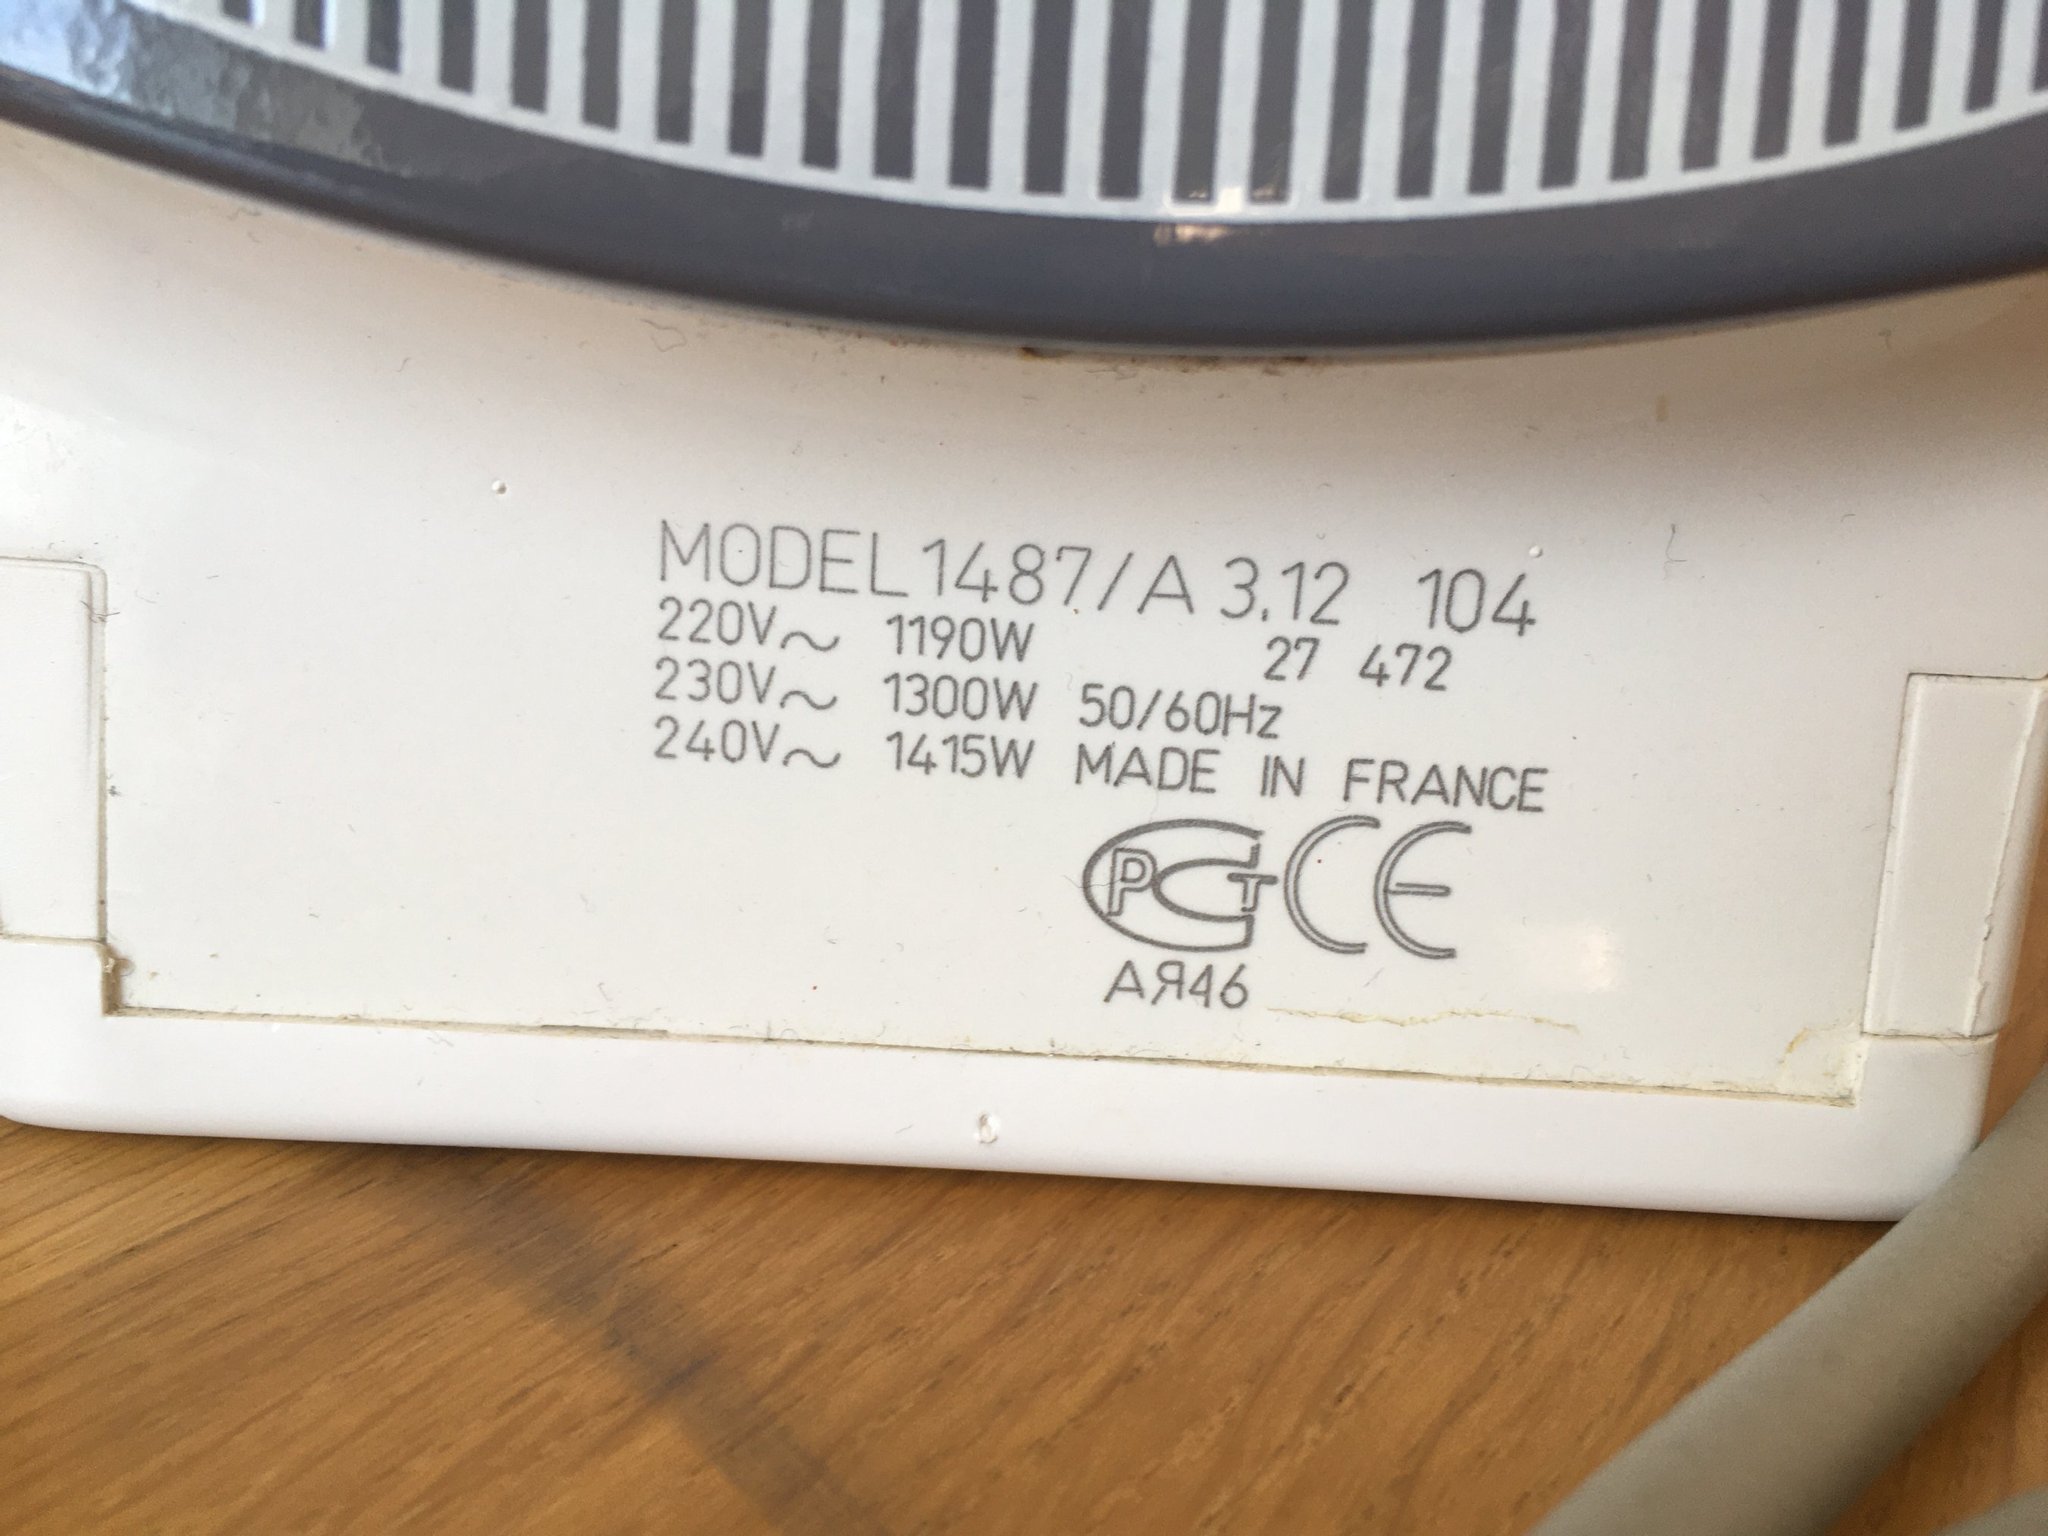 MODEL 1487/A 3.12 104
220V~ 1190W 27 472
230V~ 1300W 50/60Hz
240V~ 1415W MADE IN FRANCE
PCT CE
АЯ46